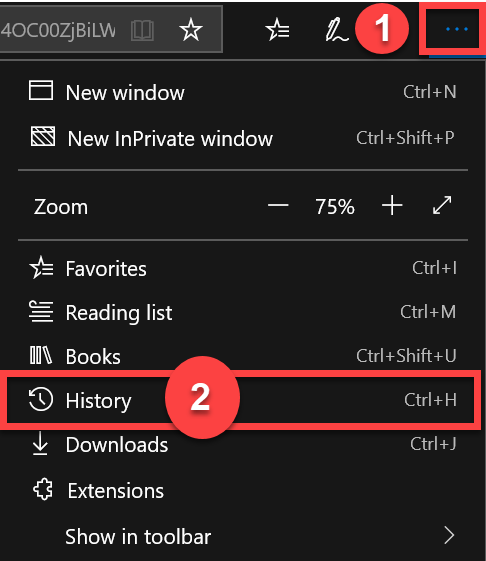 4OC00ZjBiLW
1
...
New window Ctrl+N
New InPrivate window Ctrl+Shift+P
Zoom 75%
Favorites Ctrl+I
Reading list Ctrl+M
Books Ctrl+Shift+U
2
History Ctrl+H
Downloads Ctrl+J
Extensions
Show in toolbar